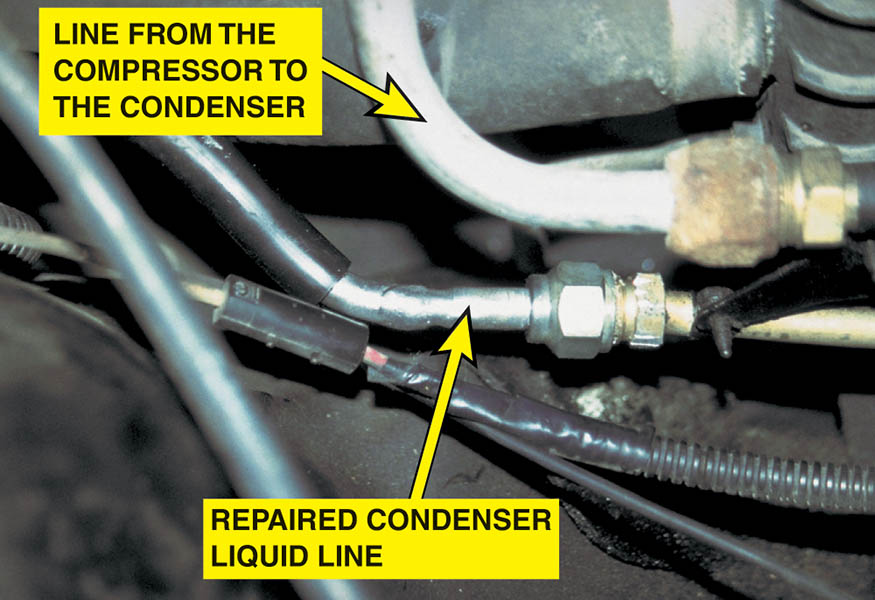 LINE FROM THE
COMPRESSOR TO
THE CONDENSER
REPAIRED CONDENSER
LIQUID LINE